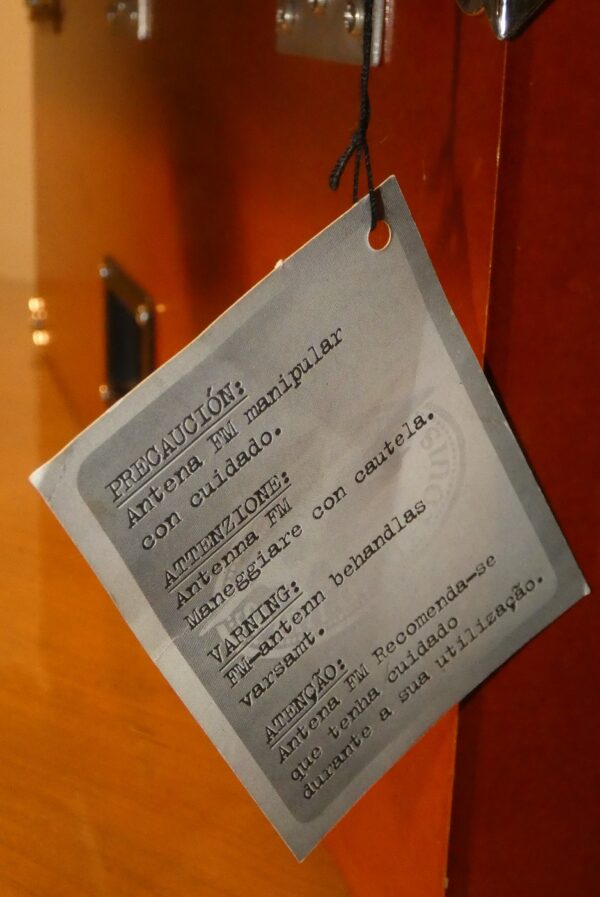 PRECAUCIÓN:
Antena FM manipular
con cuidado.
ATTENZIONE:
Antenna FM
Maneggiare con cautela.
VARNING:
FM-antenn behandlas
varsamt.
ATENÇÃO:
Antena FM Recomenda-se
que tenha cuidado
durante a sua utilização.